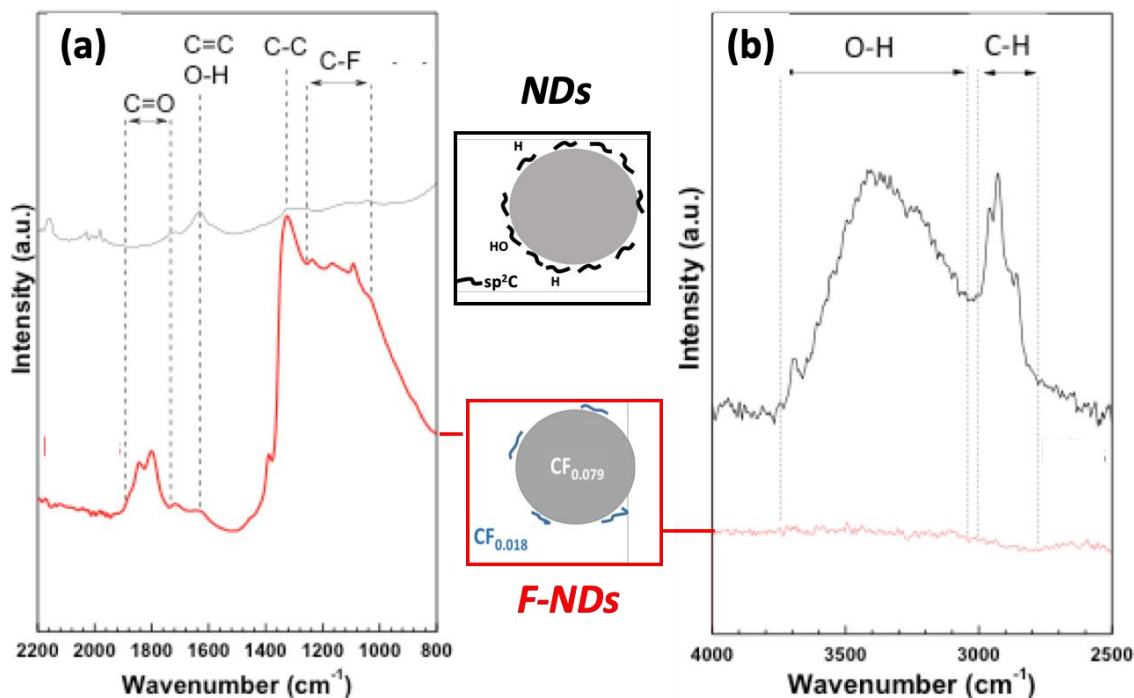 (a)
C=C
O-H
C-C
C-F
C=O
Intensity (a.u.)
2200 2000 1800 1600 1400 1200 1000 800
Wavenumber (cm⁻¹)
NDs
H
HO
H
sp²C
CF₀.₀₇₉
CF₀.₀₁₈
F-NDs
(b)
O-H
C-H
Intensity (a.u.)
4000 3500 3000 2500
Wavenumber (cm⁻¹)